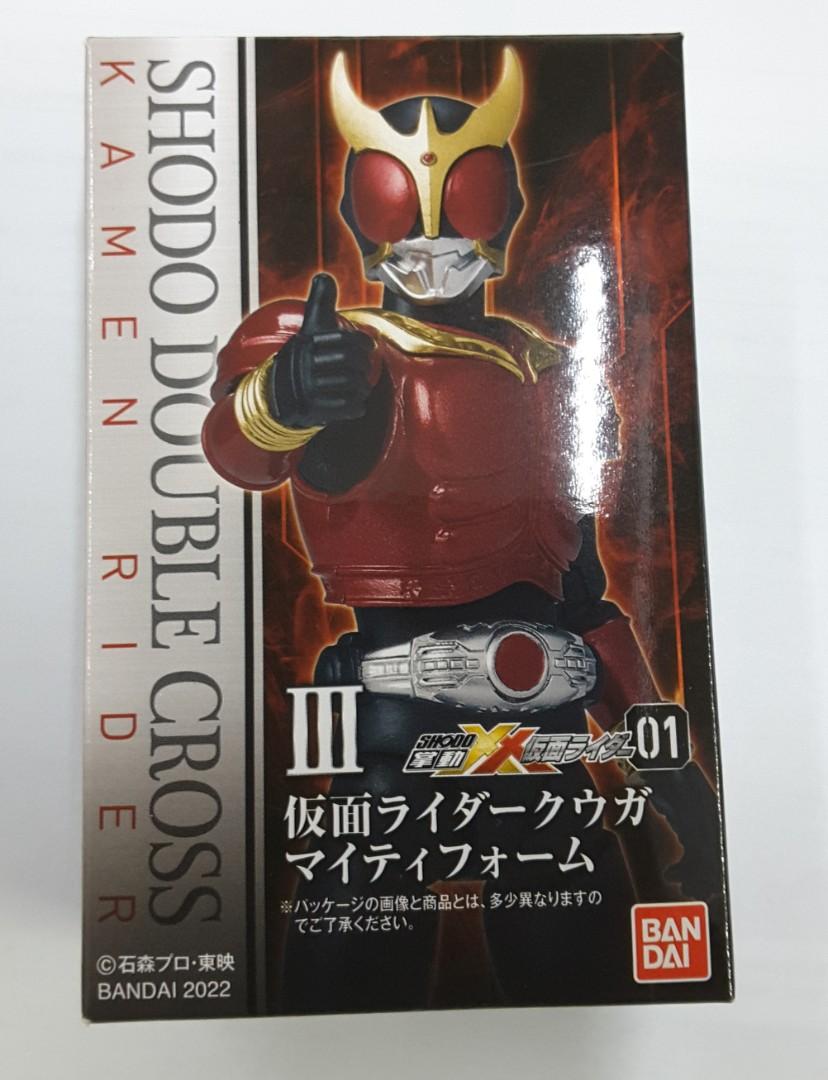 SHODO DOUBLE CROSS
KAMEN RIDER
III
SHODO
掌動
XX
仮面ライダー
01
仮面ライダークウガ
マイティフォーム
※パッケージの画像と商品とは、多少異なりますの
でご了承ください。
©石森プロ・東映
BANDAI 2022
BAN
DAI